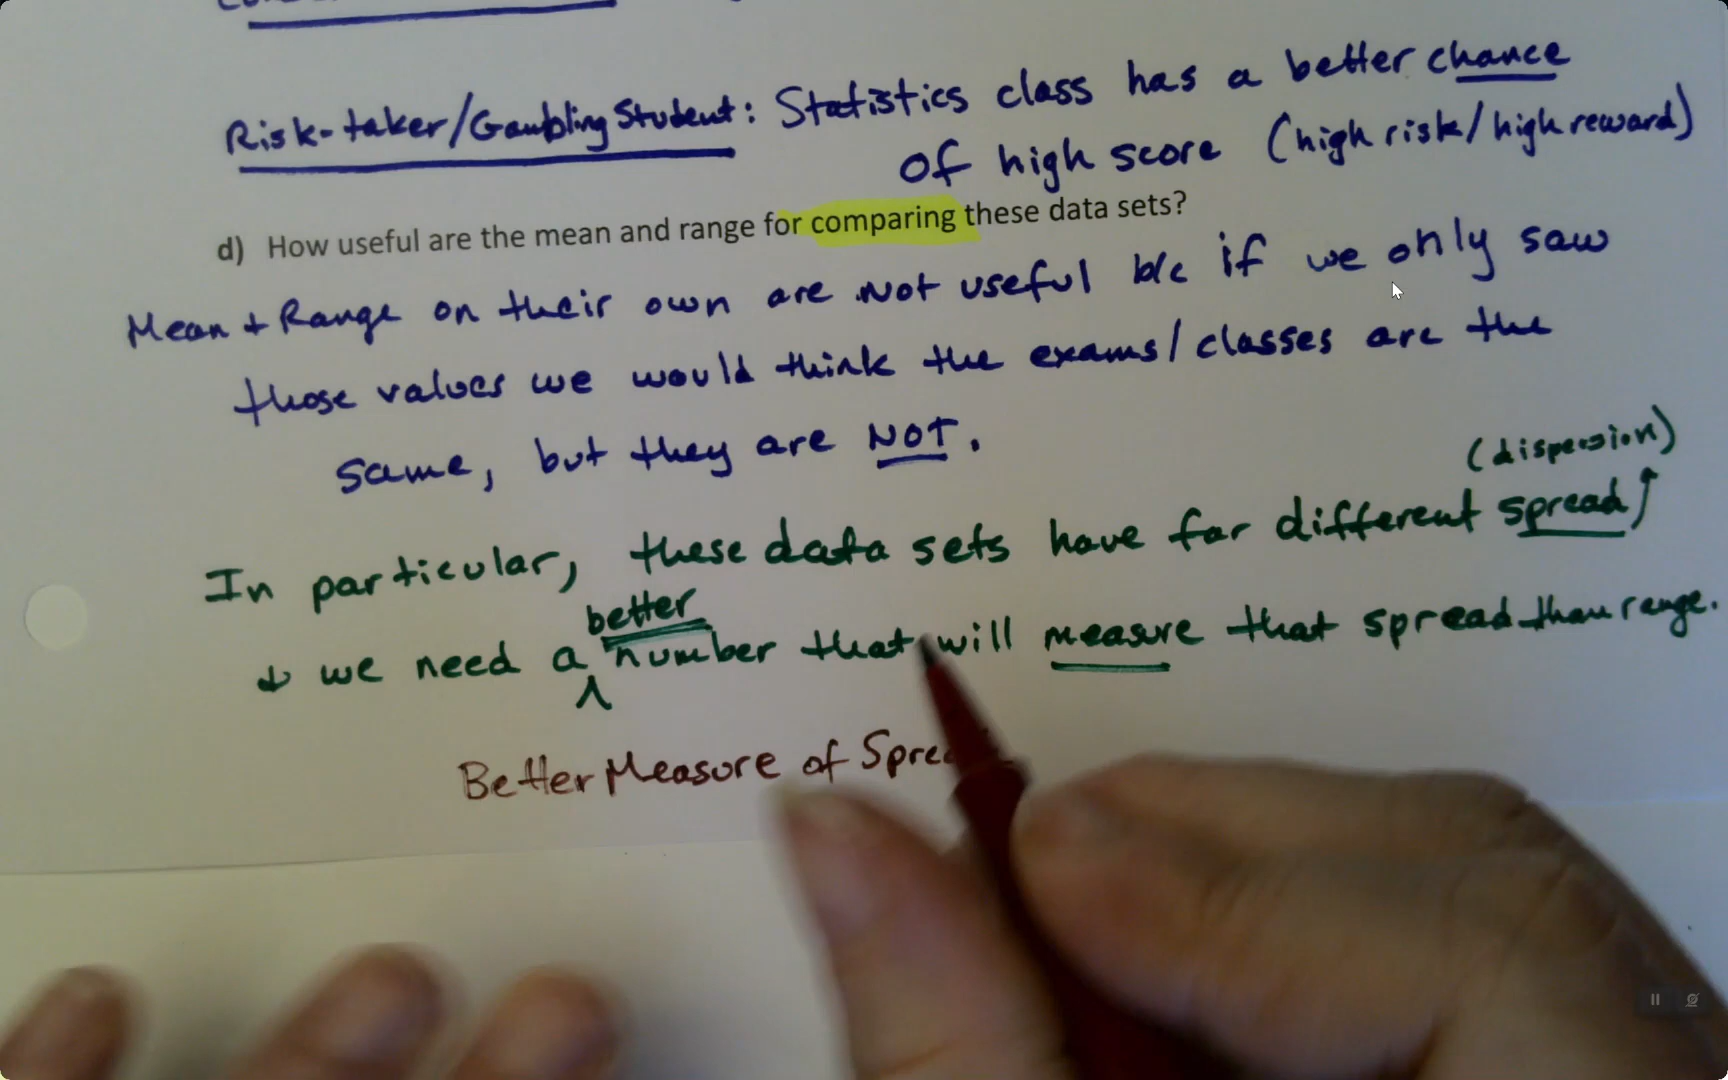 Risk-taker/Gambling Student: Statistics class has a better chance
of high score (high risk/high reward)
d) How useful are the mean and range for comparing these data sets?
Mean + Range on their own are not useful b/c if we only saw
those values we would think the exams/classes are the
same, but they are NOT.
(dispersion)
In particular, these data sets have far different spread
better
+ we need a number that will measure that spread than range.
Better Measure of Sprea